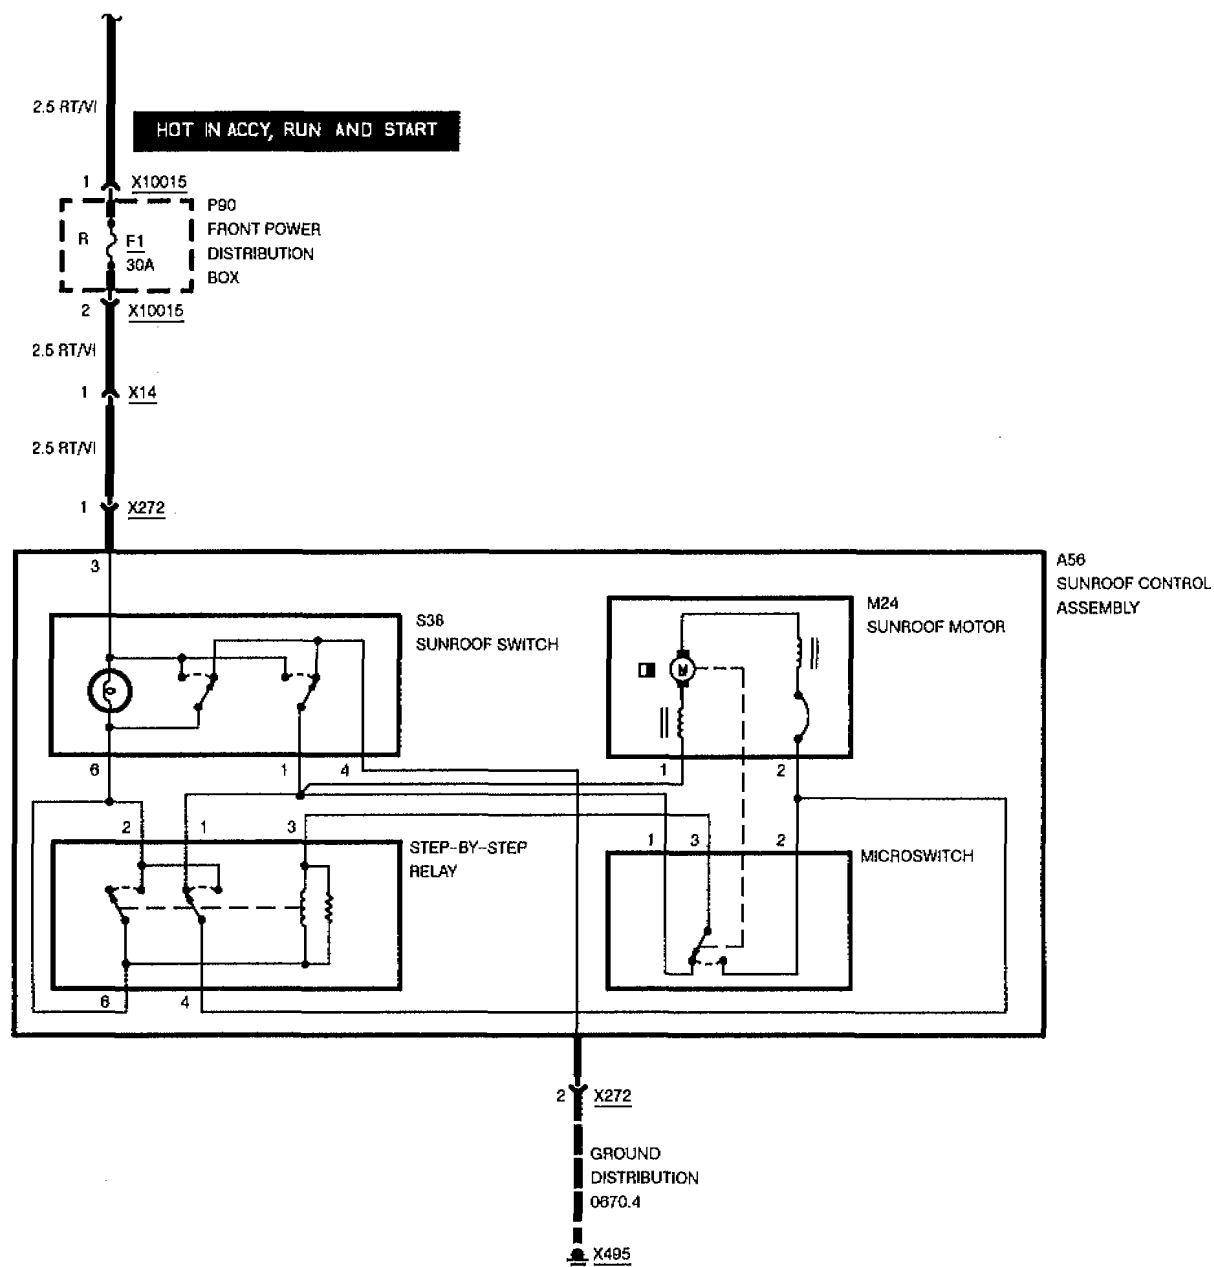 2.5 RT/VI
HOT IN ACCY, RUN AND START
1 X10015
P90
FRONT POWER
DISTRIBUTION
BOX
R F1
30A
2 X10015
2.5 RT/VI
1 X14
2.5 RT/VI
1 X272
3
A56
SUNROOF CONTROL
ASSEMBLY
S38
SUNROOF SWITCH
M24
SUNROOF MOTOR
M
6 1 4 1 2
2 1 3
STEP-BY-STEP
RELAY
1 3 2
MICROSWITCH
6 4
2 X272
GROUND
DISTRIBUTION
0670.4
X495